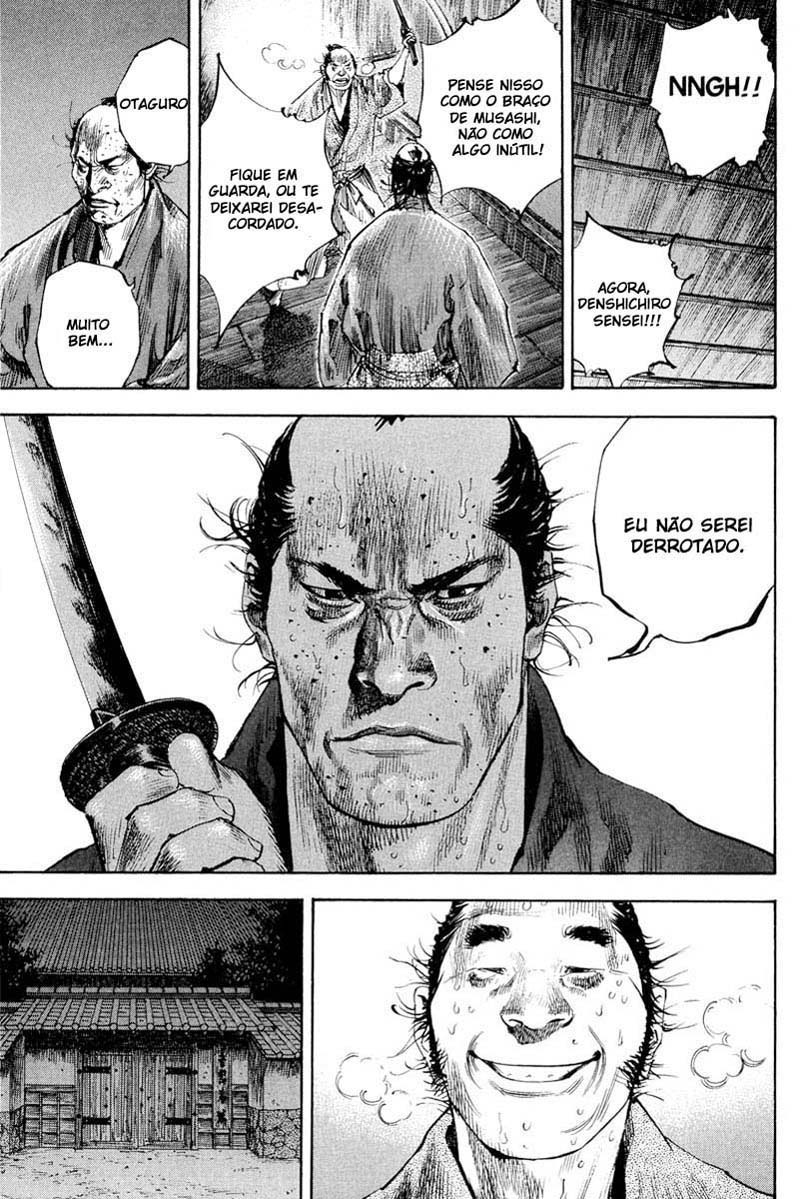 NNGH!!
AGORA,
DENSHICHIRO
SENSEI!!!
PENSE NISSO
COMO O BRAÇO
DE MUSASHI,
NÃO COMO
ALGO INÚTIL!
FIQUE EM
GUARDA, OU TE
DEIXAREI DESA-
CORDADO.
OTAGURO
MUITO
BEM...
EU NÃO SEREI
DERROTADO.